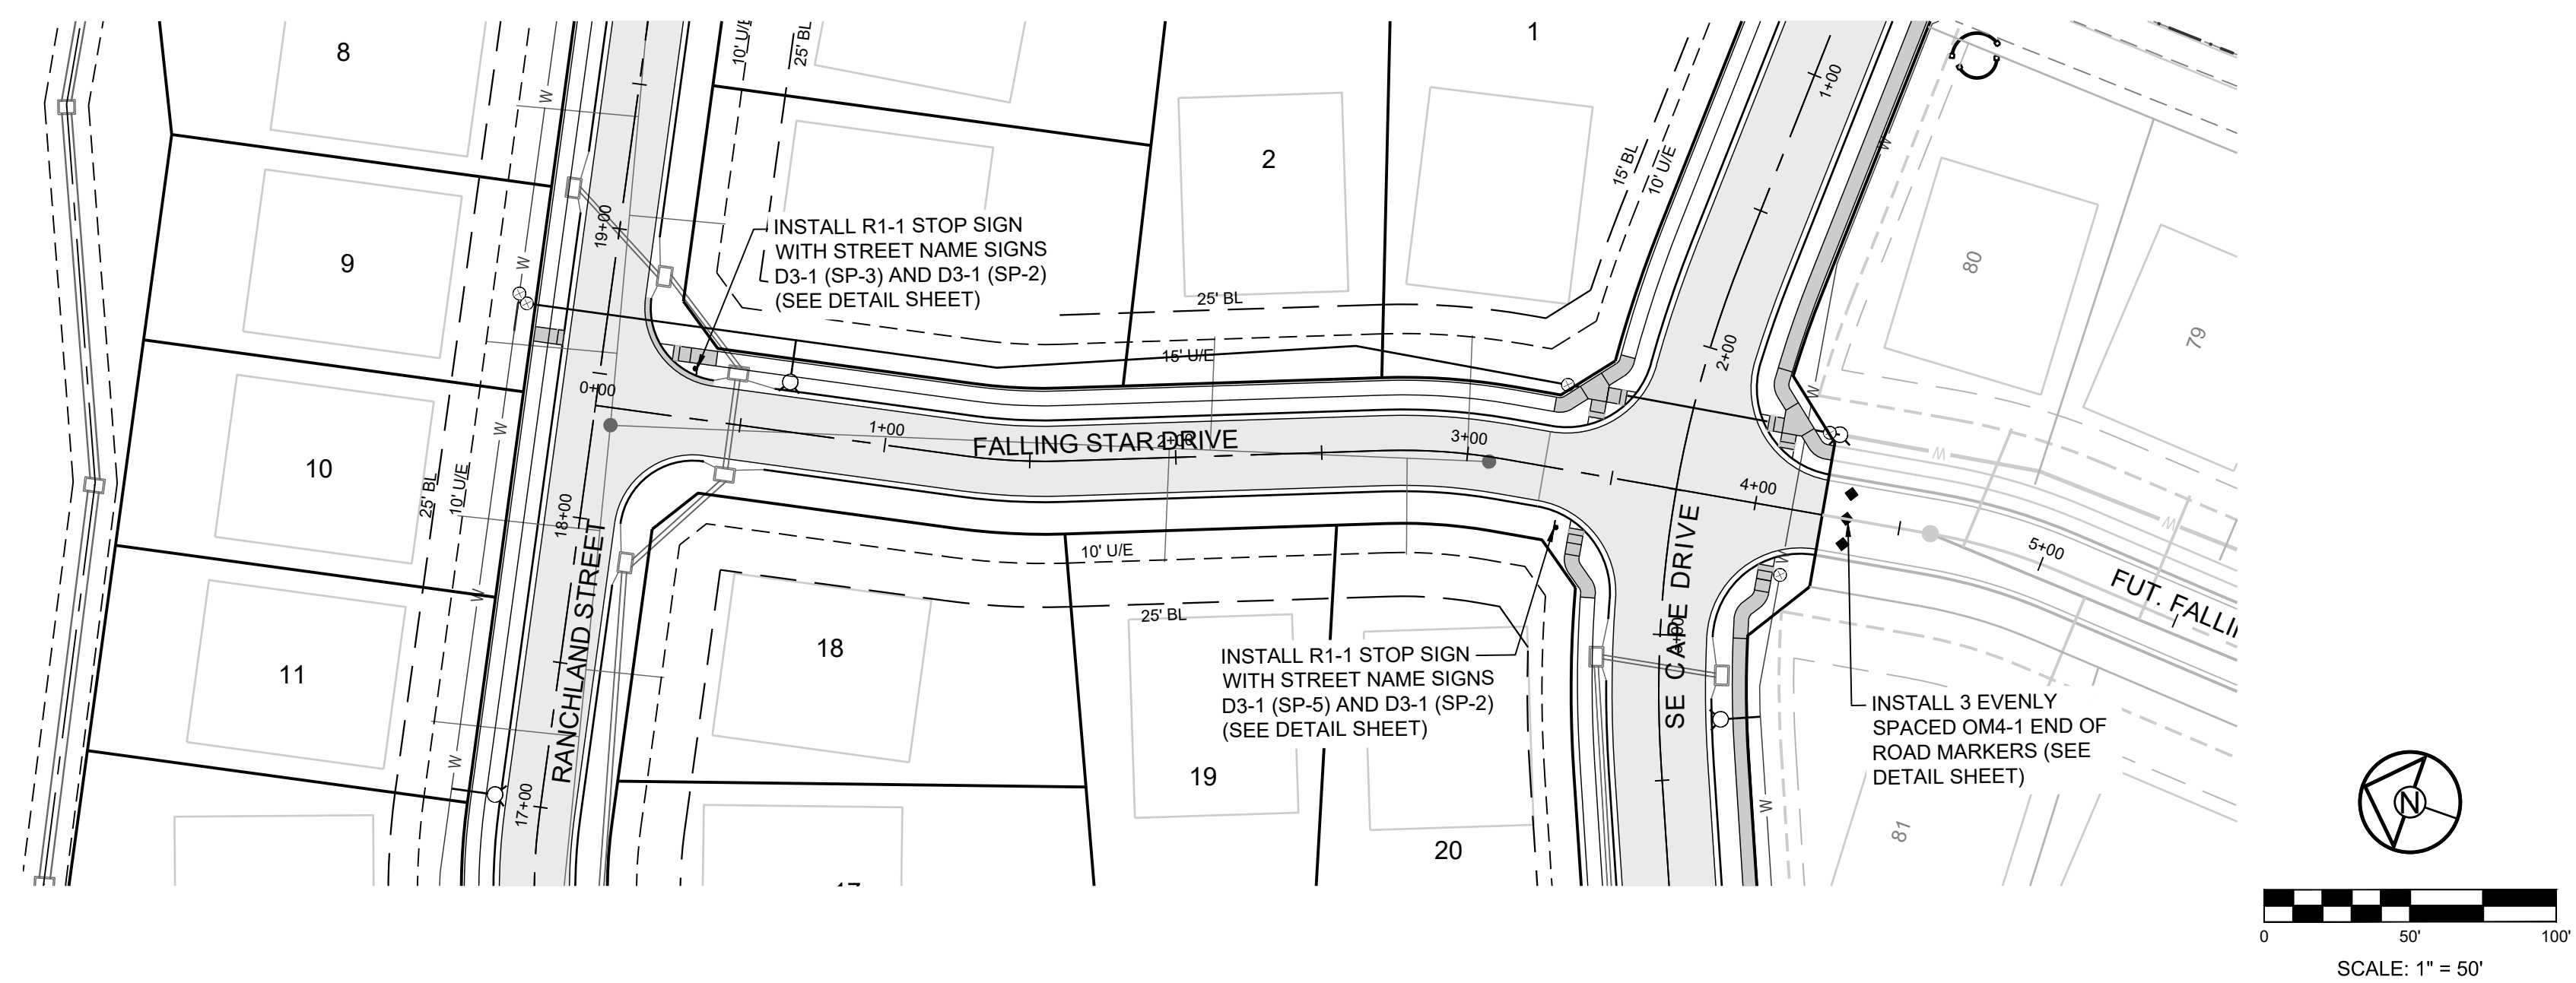 8
10' U/E
25' BL
1
1+00
W
9
19+00
2
15' BL
10' U/E
W
80
79
INSTALL R1-1 STOP SIGN
WITH STREET NAME SIGNS
D3-1 (SP-3) AND D3-1 (SP-2)
(SEE DETAIL SHEET)
W
25' BL
15' U/E
2+00
0+00
W
W
1+00
FALLING STAR DRIVE
2+00
3+00
4+00
W
W
10
25' BL
10' U/E
18+00
RANCHLAND STREET
W
10' U/E
25' BL
SE CAPE DRIVE
3+00
W
5+00
FUT. FALLI
11
18
INSTALL R1-1 STOP SIGN
WITH STREET NAME SIGNS
D3-1 (SP-5) AND D3-1 (SP-2)
(SEE DETAIL SHEET)
INSTALL 3 EVENLY
SPACED OM4-1 END OF
ROAD MARKERS (SEE
DETAIL SHEET)
W
17+00
19
20
W
81
N
0
50'
100'
SCALE: 1" = 50'